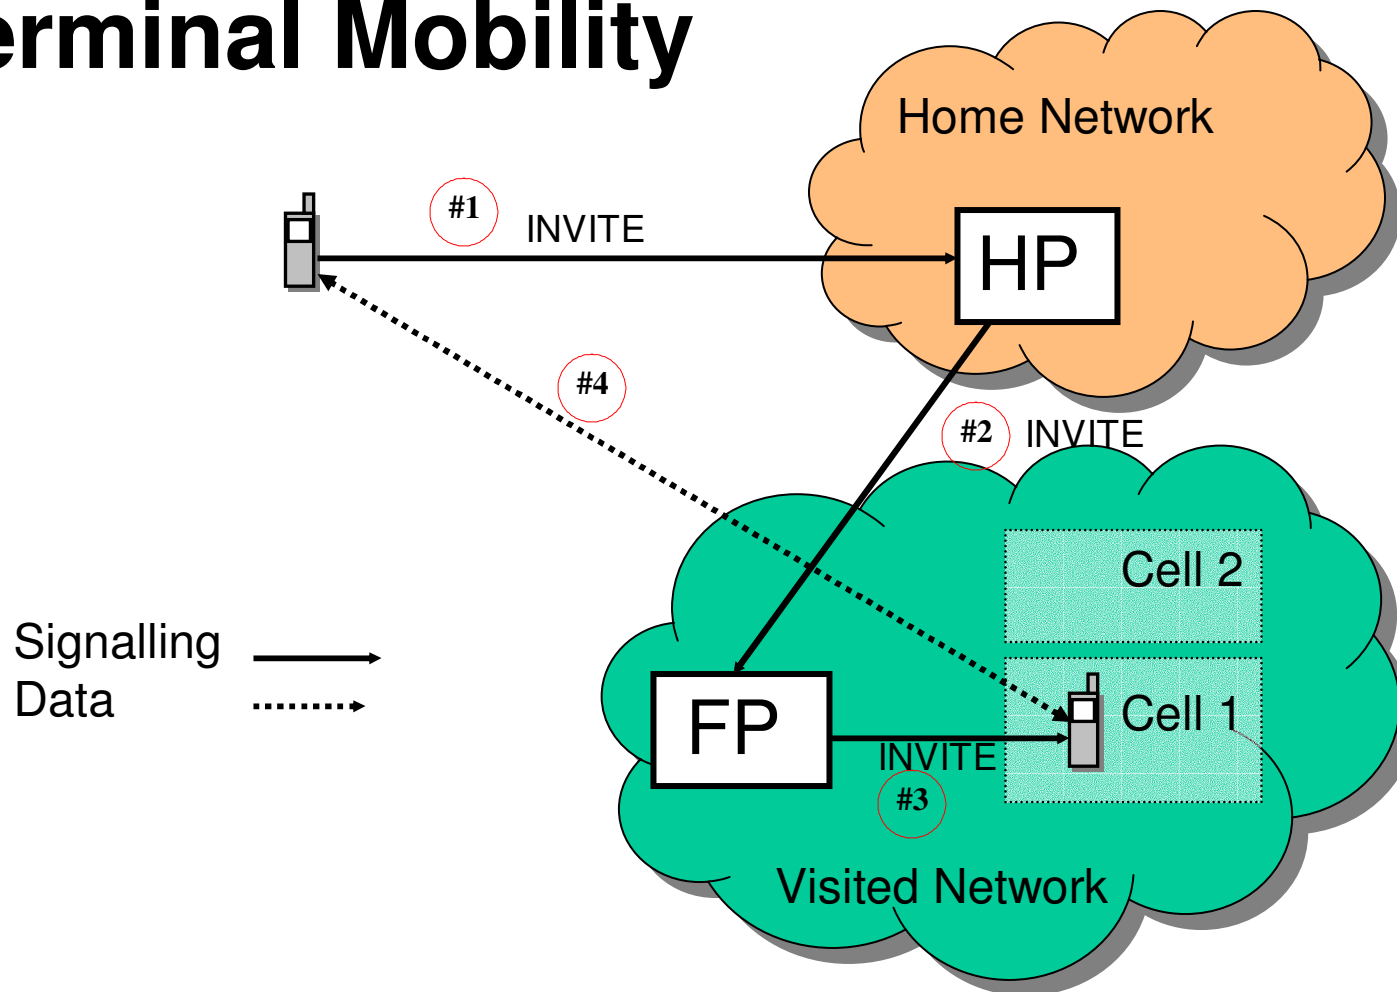 erminal Mobility
Home Network
#1
INVITE
HP
#4
#2 INVITE
Cell 2
Signalling
Data
FP
Cell 1
INVITE
#3
Visited Network